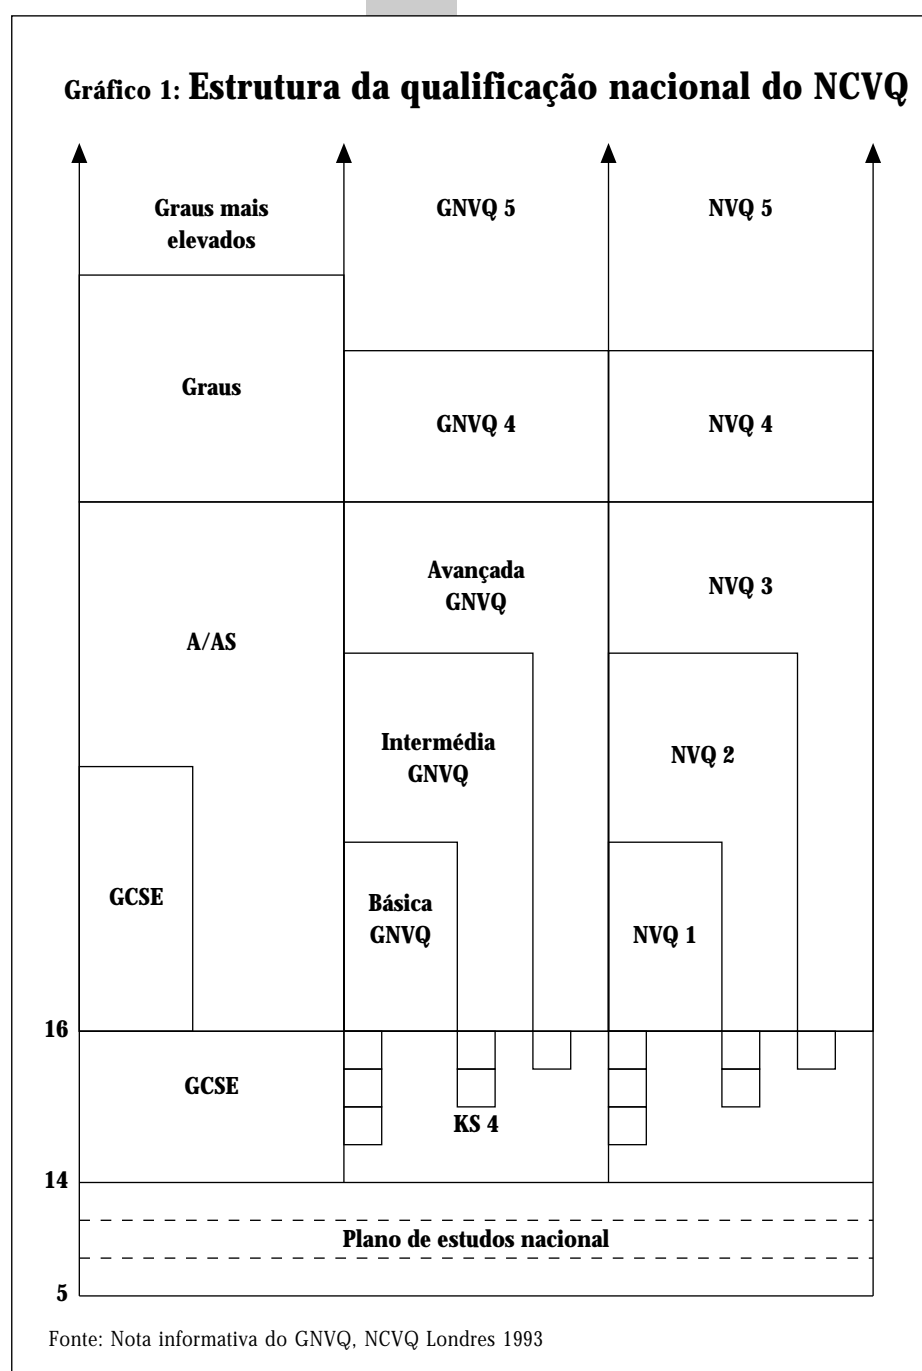 Gráfico 1: Estrutura da qualificação nacional do NCVQ
Graus mais
elevados
GNVQ 5
NVQ 5
Graus
GNVQ 4
NVQ 4
Avançada
GNVQ
NVQ 3
A/AS
Intermédia
GNVQ
NVQ 2
GCSE
Básica
GNVQ
NVQ 1
16
GCSE
KS 4
14
Plano de estudos nacional
5
Fonte: Nota informativa do GNVQ, NCVQ Londres 1993